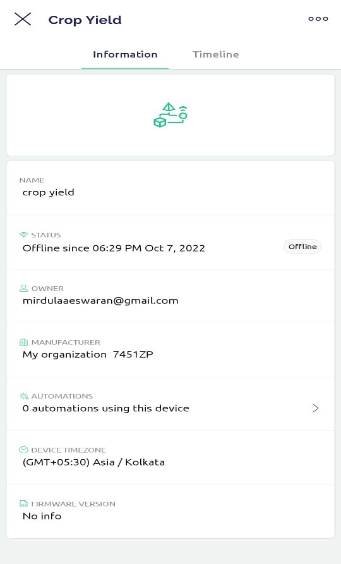 Crop Yield
Information Timeline
NAME
crop yield
STATUS
Offline since 06:29 PM Oct 7, 2022 Offline
OWNER
mirdulaaeswaran@gmail.com
MANUFACTURER
My organization 7451ZP
AUTOMATIONS
0 automations using this device
DEVICE TIMEZONE
(GMT+05:30) Asia / Kolkata
FIRMWARE VERSION
No info